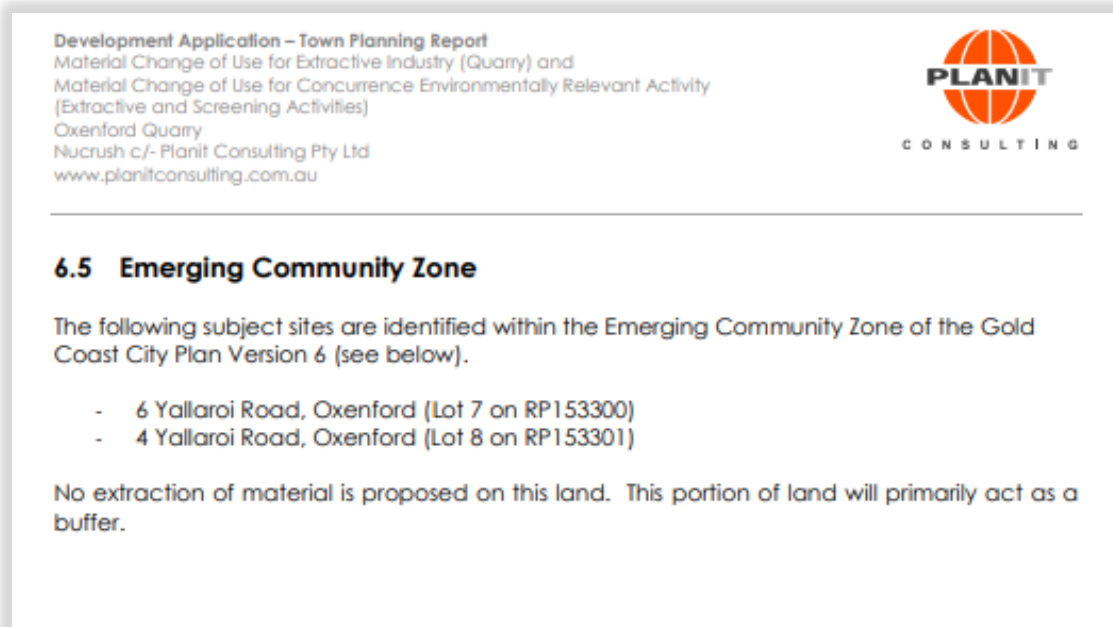 Development Application – Town Planning Report
Material Change of Use for Extractive Industry (Quarry) and
Material Change of Use for Concurrence Environmentally Relevant Activity
(Extractive and Screening Activities)
Oxenford Quarry
Nucrush c/- Planit Consulting Pty Ltd
www.planitconsulting.com.au
PLANIT
CONSULTING
6.5 Emerging Community Zone
The following subject sites are identified within the Emerging Community Zone of the Gold
Coast City Plan Version 6 (see below).
- 6 Yallaroi Road, Oxenford (Lot 7 on RP153300)
- 4 Yallaroi Road, Oxenford (Lot 8 on RP153301)
No extraction of material is proposed on this land. This portion of land will primarily act as a
buffer.